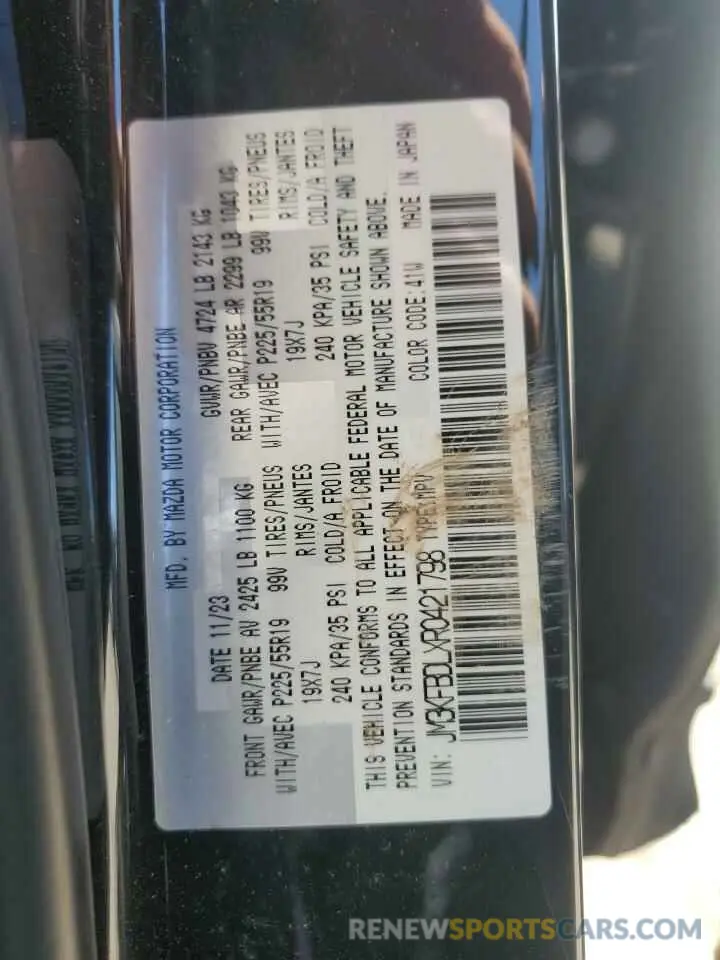 MFD. BY MAZDA MOTOR CORPORATION
DATE 11/23 GVWR/PNBV 4724 LB 2143 KG
FRONT GAWR/PNBE AV 2425 LB 1100 KG REAR GAWR/PNBE AR 2299 LB 1043 KG
WITH/AVEC P225/55R19 99V TIRES/PNEUS WITH/AVEC P225/55R19 99V TIRES/PNEUS
19X7J RIMS/JANTES 19X7J RIMS/JANTES
240 KPA/35 PSI COLD/A FROID 240 KPA/35 PSI COLD/A FROID
THIS VEHICLE CONFORMS TO ALL APPLICABLE FEDERAL MOTOR VEHICLE SAFETY AND THEFT
PREVENTION STANDARDS IN EFFECT ON THE DATE OF MANUFACTURE SHOWN ABOVE.
VIN: JM3KFBDLXR0421798 TYPE:MPV COLOR CODE:41W MADE IN JAPAN
RENEWSPORTSCARS.COM